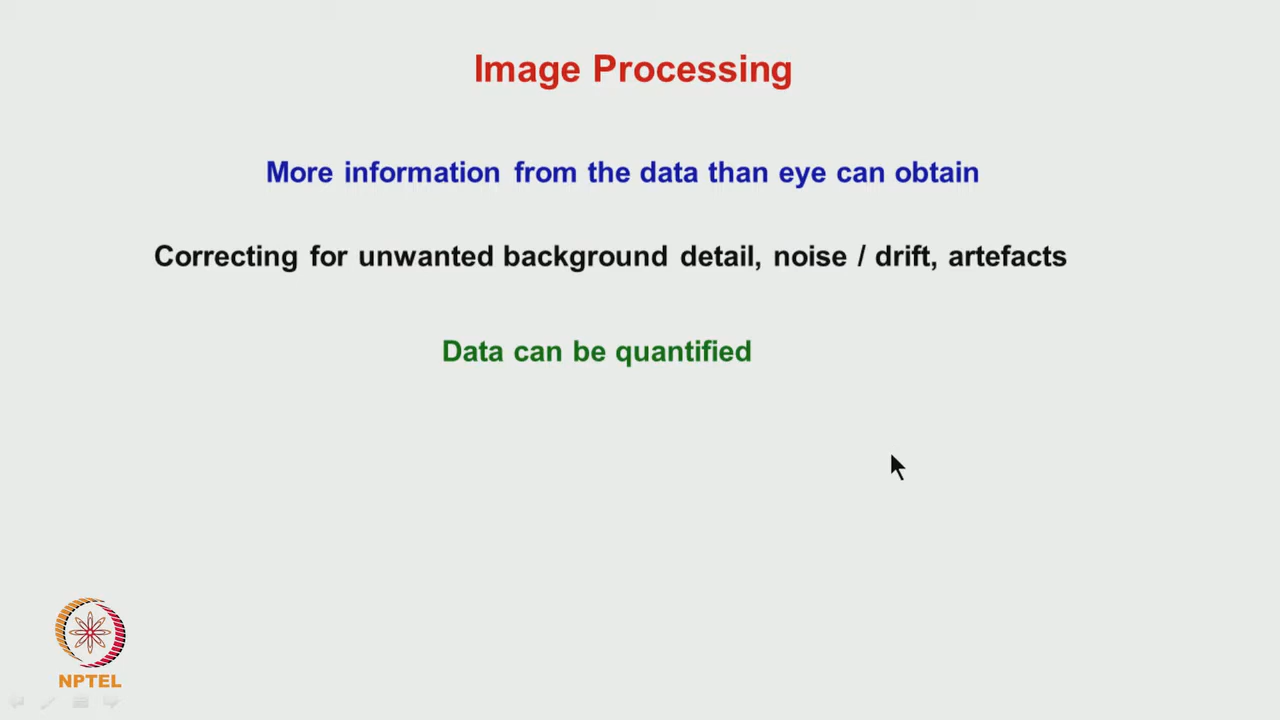 Image Processing
More information from the data than eye can obtain
Correcting for unwanted background detail, noise / drift, artefacts
Data can be quantified
NPTEL